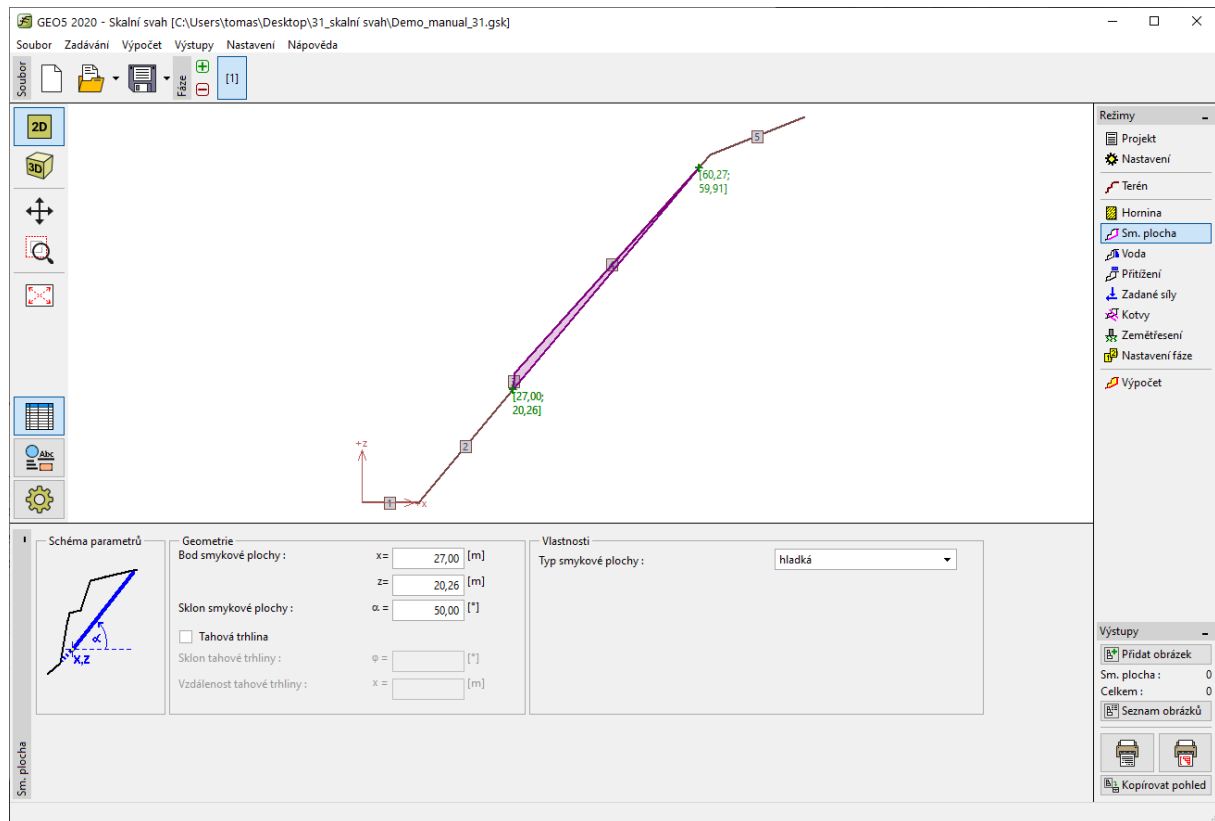 GEO5 2020 - Skalní svah [C:\Users\tomas\Desktop\31_skalní svah\Demo_manual_31.gsk]
Soubor Zadávání Výpočet Výstupy Nastavení Nápověda
Soubor
Fáze
[1]
2D
3D
Abc
5
[60,27;
59,91]
[27,00;
20,26]
2
+z
1
+x
Režimy
Projekt
Nastavení
Terén
Hornina
Sm. plocha
Voda
Přitížení
Zadané síly
Kotvy
Zemětřesení
Nastavení fáze
Výpočet
Výstupy
Přidat obrázek
Sm. plocha : 0
Celkem : 0
Seznam obrázků
Kopírovat pohled
Sm. plocha
Schéma parametrů
α
x,z
Geometrie
Bod smykové plochy : x= 27,00 [m]
z= 20,26 [m]
Sklon smykové plochy : α = 50,00 [°]
Tahová trhlina
Sklon tahové trhliny : φ = [°]
Vzdálenost tahové trhliny : x = [m]
Vlastnosti
Typ smykové plochy : hladká